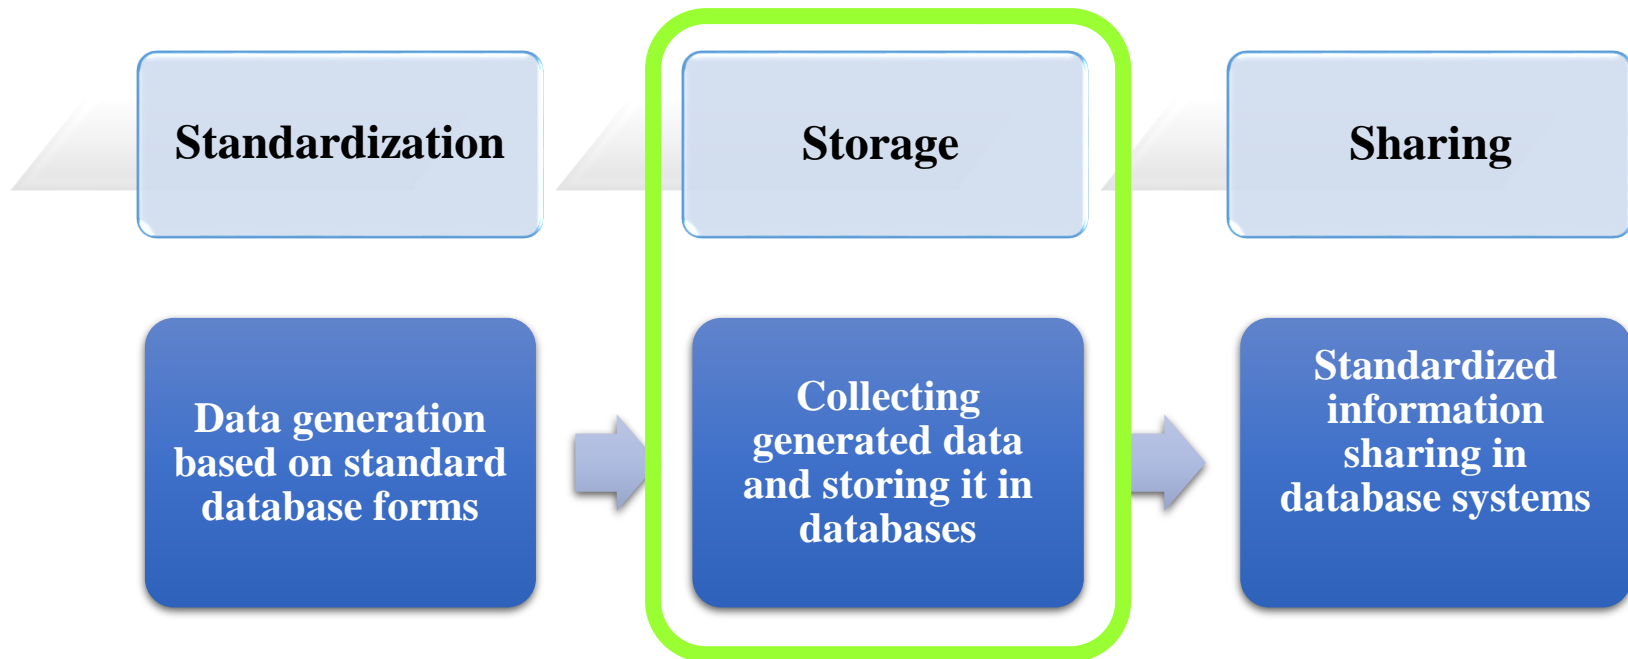 Standardization
Storage
Sharing
Data generation
based on standard
database forms
Collecting
generated data
and storing it in
databases
Standardized
information
sharing in
database systems